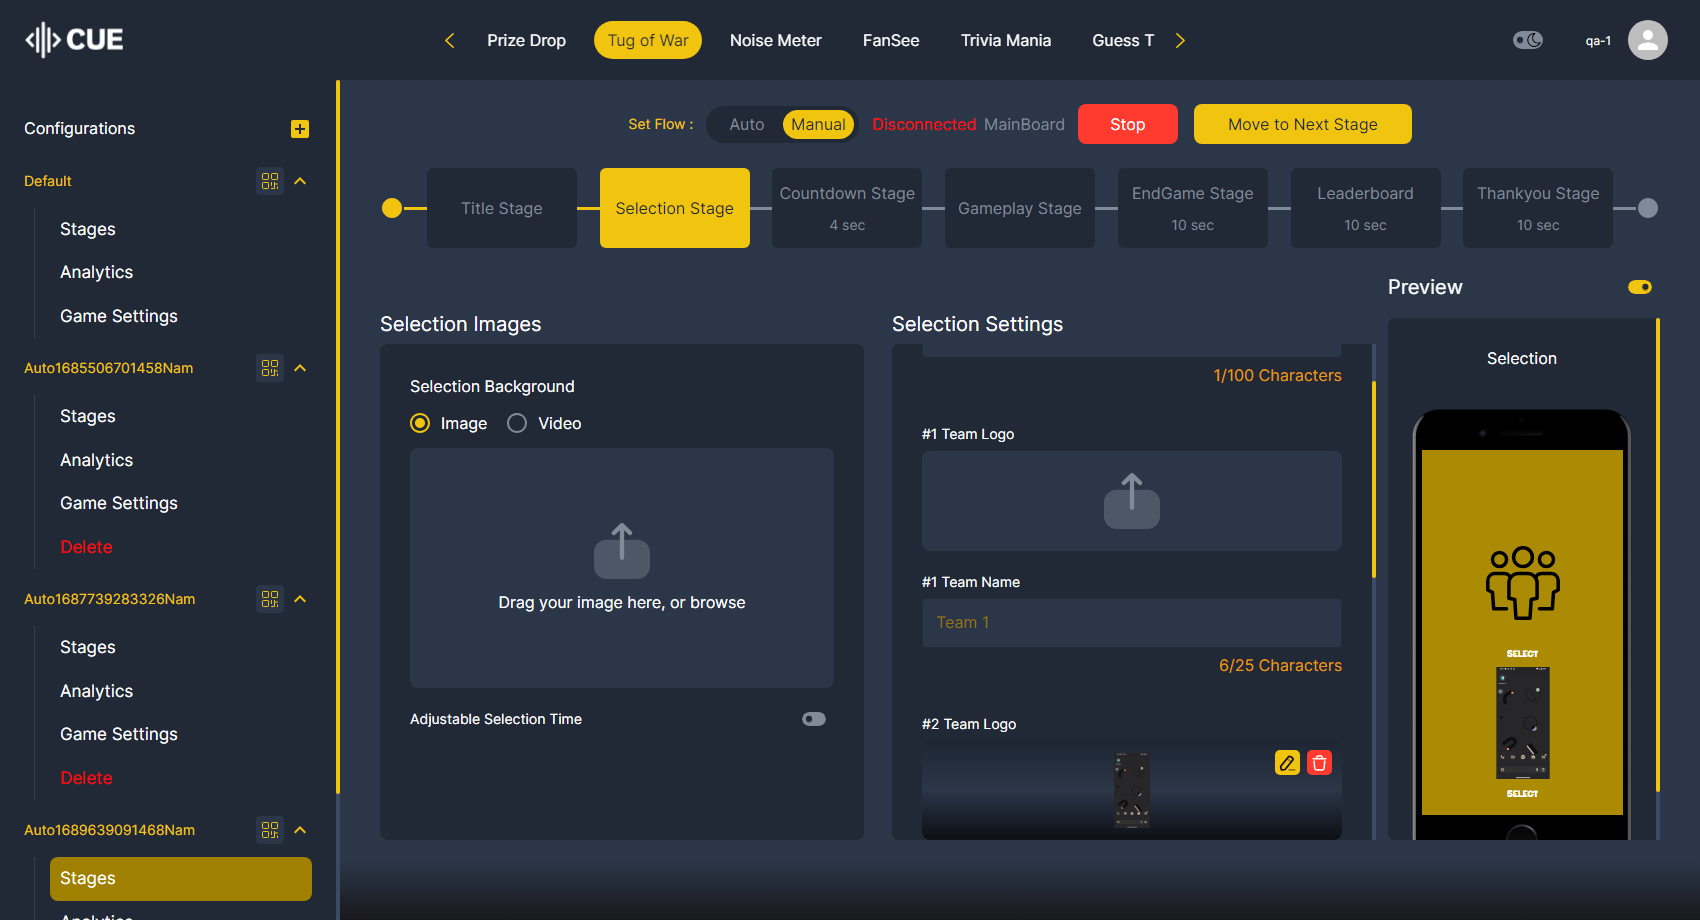 CUE
Prize Drop
Tug of War
Noise Meter
FanSee
Trivia Mania
Guess T
qa-1
Configurations
Default
Stages
Analytics
Game Settings
Auto1685506701458Nam
Stages
Analytics
Game Settings
Delete
Auto1687739283326Nam
Stages
Analytics
Game Settings
Delete
Auto1689639091468Nam
Stages
Analytics
Set Flow :
Auto
Manual
Disconnected MainBoard
Stop
Move to Next Stage
Title Stage
Selection Stage
Countdown Stage
4 sec
Gameplay Stage
EndGame Stage
10 sec
Leaderboard
10 sec
Thankyou Stage
10 sec
Selection Images
Selection Background
Image
Video
Drag your image here, or browse
Adjustable Selection Time
Selection Settings
1/100 Characters
#1 Team Logo
#1 Team Name
Team 1
6/25 Characters
#2 Team Logo
Preview
Selection
SELECT
SELECT